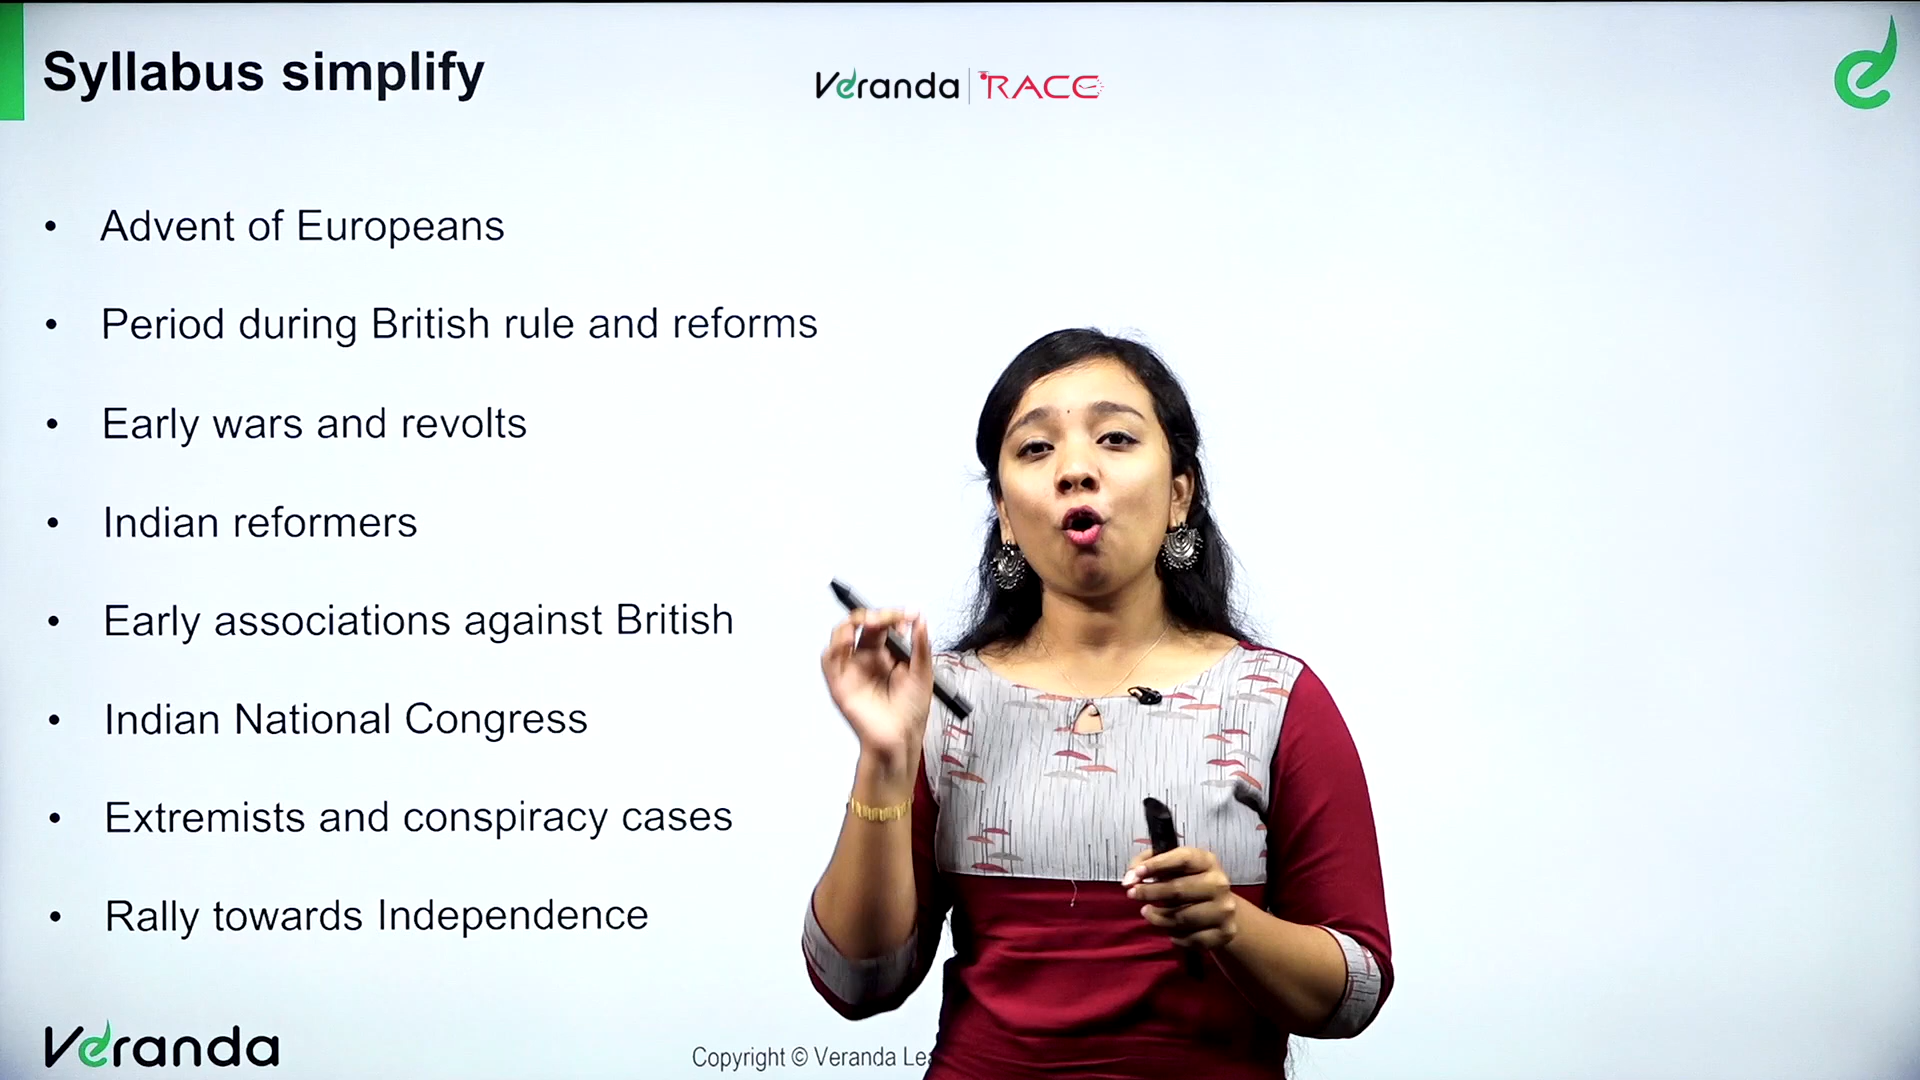 Syllabus simplify
Veranda RACE
• Advent of Europeans
• Period during British rule and reforms
• Early wars and revolts
• Indian reformers
• Early associations against British
• Indian National Congress
• Extremists and conspiracy cases
• Rally towards Independence
Veranda
Copyright © Veranda